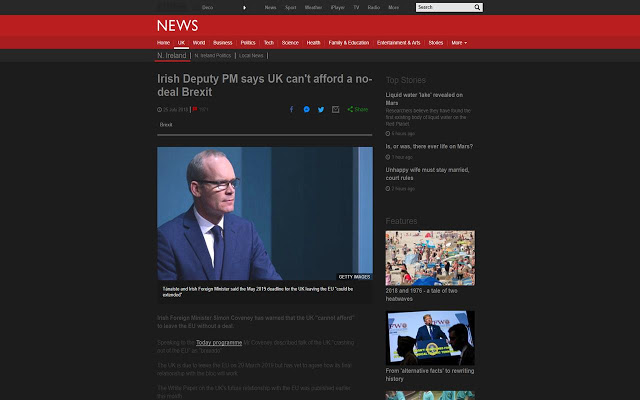 Deco News Sport Weather iPlayer TV Radio More Search
NEWS
Home UK World Business Politics Tech Science Health Family & Education Entertainment & Arts Stories More
N. Ireland N. Ireland Politics Local News
Irish Deputy PM says UK can't afford a no-
deal Brexit
25 July 2018
Share
Brexit
GETTY IMAGES
Tánaiste and Irish Foreign Minister said the May 2019 deadline for the UK leaving the EU "could be
extended"
Irish Foreign Minister Simon Coveney has warned that the UK "cannot afford"
to leave the EU without a deal.
Speaking to the Today programme Mr Coveney described talk of the UK "crashing
out of the EU" as
The UK is due to leave the EU on 29 March 2019 but has yet to agree how its final
relationship with the bloc will work.
The White Paper on the UK's future relationship with the EU was published earlier
Top Stories
Liquid water 'lake' revealed on
Mars
Researchers believe they have found the
first existing body of liquid water on the
Red Planet.
6 hours ago
Is, or was, there ever life on Mars?
1 hour ago
Unhappy wife must stay married,
court rules
2 hours ago
Features
2018 and 1976 - a tale of two
heatwaves
From 'alternative facts' to rewriting
history